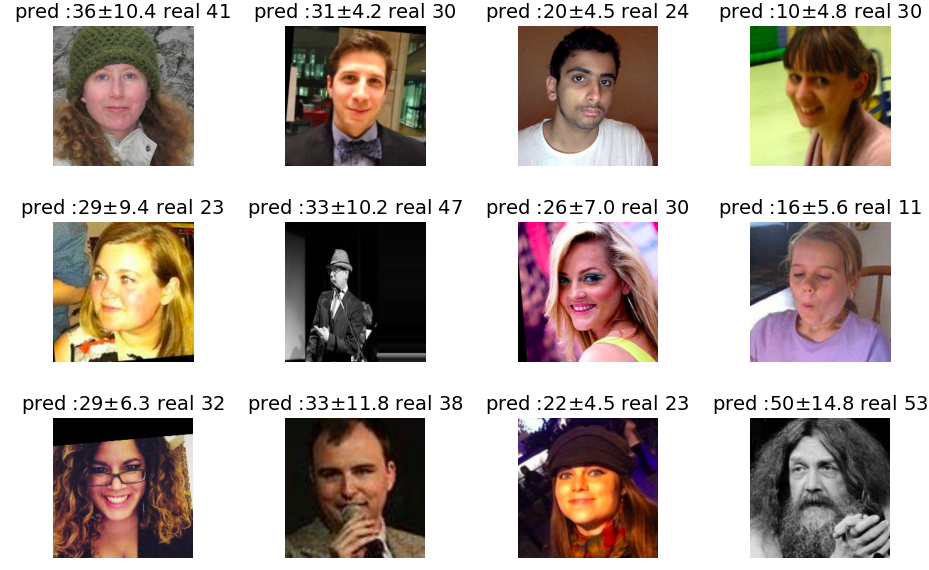 pred :36±10.4 real 41
pred :31±4.2 real 30
pred :20±4.5 real 24
pred :10±4.8 real 30
pred :29±9.4 real 23
pred :33±10.2 real 47
pred :26±7.0 real 30
pred :16±5.6 real 11
pred :29±6.3 real 32
pred :33±11.8 real 38
pred :22±4.5 real 23
pred :50±14.8 real 53